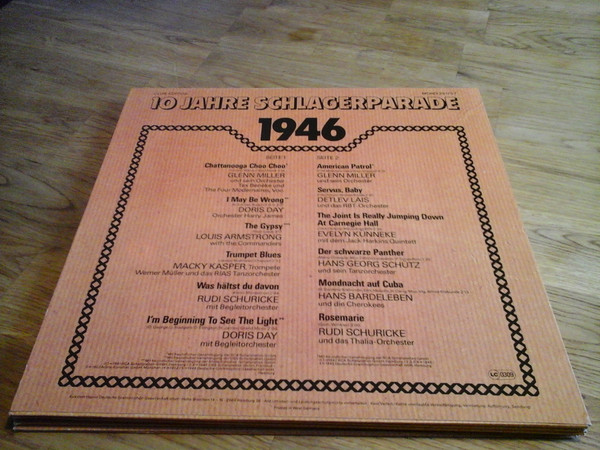 10 JAHRE SCHLAGERPARADE
1946
SEITE 1
Chattanooga Choo Choo*
GLENN MILLER
und sein Orchester
Tex Beneke und
The Four Modernaires, Voc.
I May Be Wrong**
DORIS DAY
Orchester Harry James
The Gypsy***
LOUIS ARMSTRONG
with the Commanders
Trumpet Blues
MACKY KASPER, Trompete
Werner Müller und das RIAS Tanzorchester
Was hältst du davon
RUDI SCHURICKE
mit Begleitorchester
I'm Beginning To See The Light**
DORIS DAY
mit Begleitorchester
SEITE 2
American Patrol*
GLENN MILLER
und sein Orchester
Servus, Baby
DETLEV LAIS
und das RBT-Orchester
The Joint Is Really Jumping Down
At Carnegie Hall
EVELYN KÜNNEKE
mit dem Jack Herkins Quintett
Der schwarze Panther
HANS GEORG SCHÜTZ
und sein Tanzorchester
Mondnacht auf Cuba
HANS BARDELEBEN
und die Cherokees
Rosemarie
RUDI SCHURICKE
und das Thalia-Orchester
LC 0309